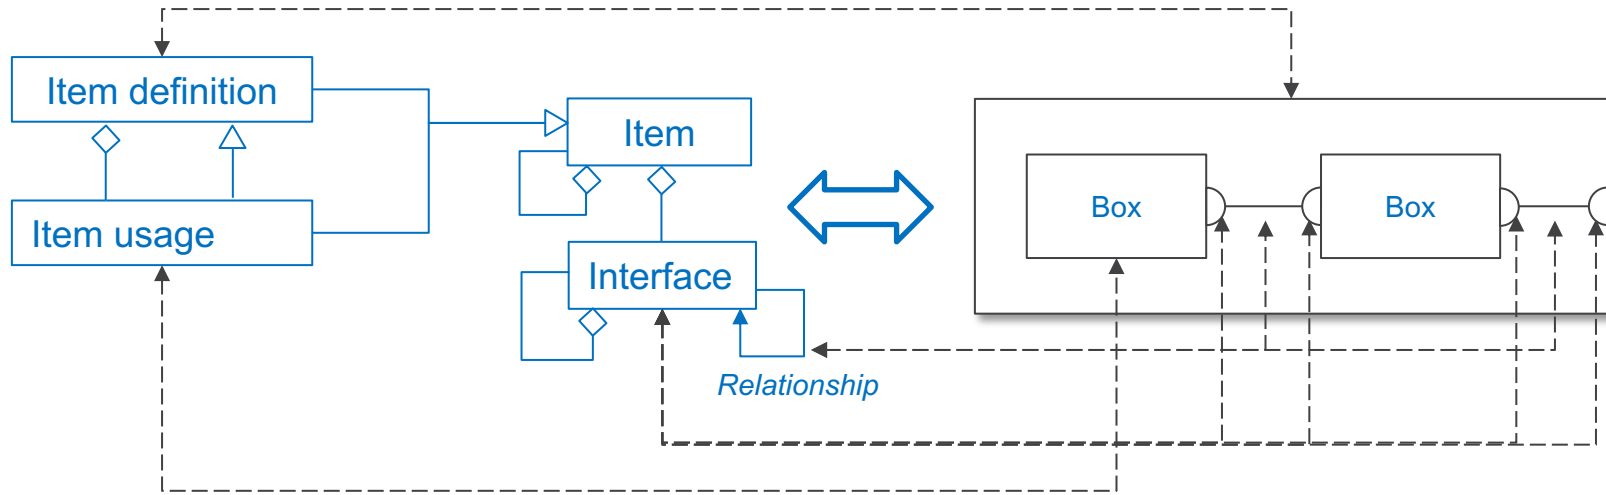 Item definition
Item
Box
Box
Item usage
Interface
Relationship